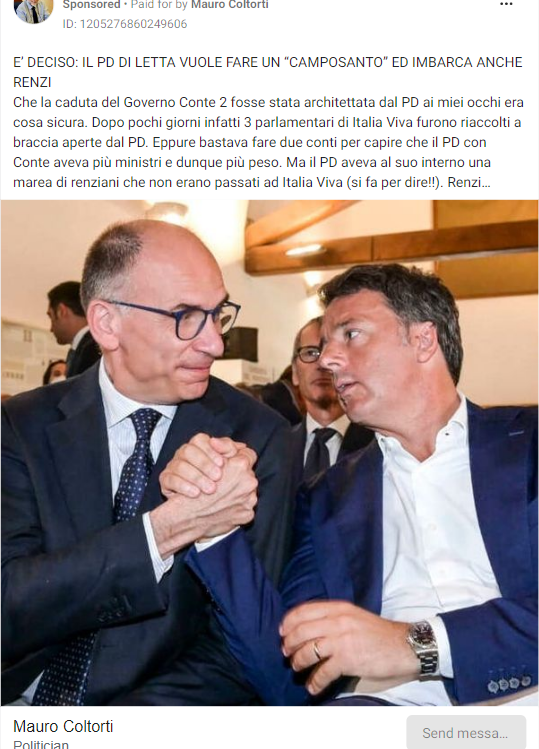 Sponsored • Paid for by Mauro Coltorti
ID: 1205276860249606
E' DECISO: IL PD DI LETTA VUOLE FARE UN “CAMPOSANTO” ED IMBARCA ANCHE
RENZI
Che la caduta del Governo Conte 2 fosse stata architettata dal PD ai miei occhi era
cosa sicura. Dopo pochi giorni infatti 3 parlamentari di Italia Viva furono riaccolti a
braccia aperte dal PD. Eppure bastava fare due conti per capire che il PD con
Conte aveva più ministri e dunque più peso. Ma il PD aveva al suo interno una
marea di renziani che non erano passati ad Italia Viva (si fa per dire!!). Renzi...
Mauro Coltorti
Politician
Send messa...